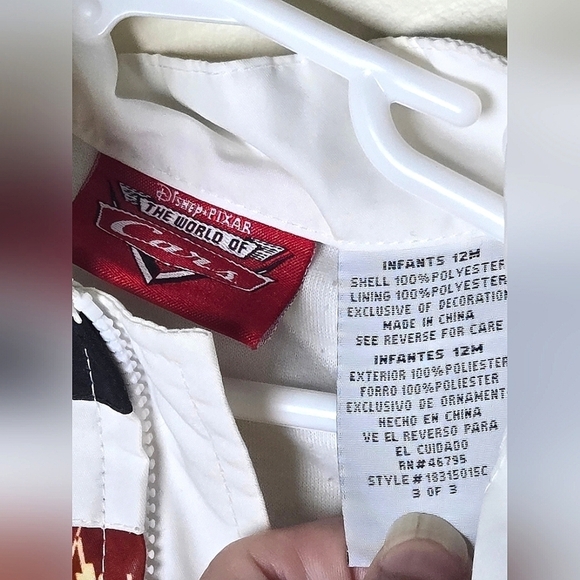 DISNEY•PIXAR
THE WORLD OF
Cars
INFANTS 12M
SHELL 100%POLYESTER
LINING 100%POLYESTER
EXCLUSIVE OF DECORATION
MADE IN CHINA
SEE REVERSE FOR CARE
INFANTES 12M
EXTERIOR 100%POLIESTER
FORRO 100%POLIESTER
EXCLUSIVO DE ORNAMENTO
HECHO EN CHINA
VE EL REVERSO PARA
EL CUIDADO
RN#46795
STYLE#18315015C
3 OF 3